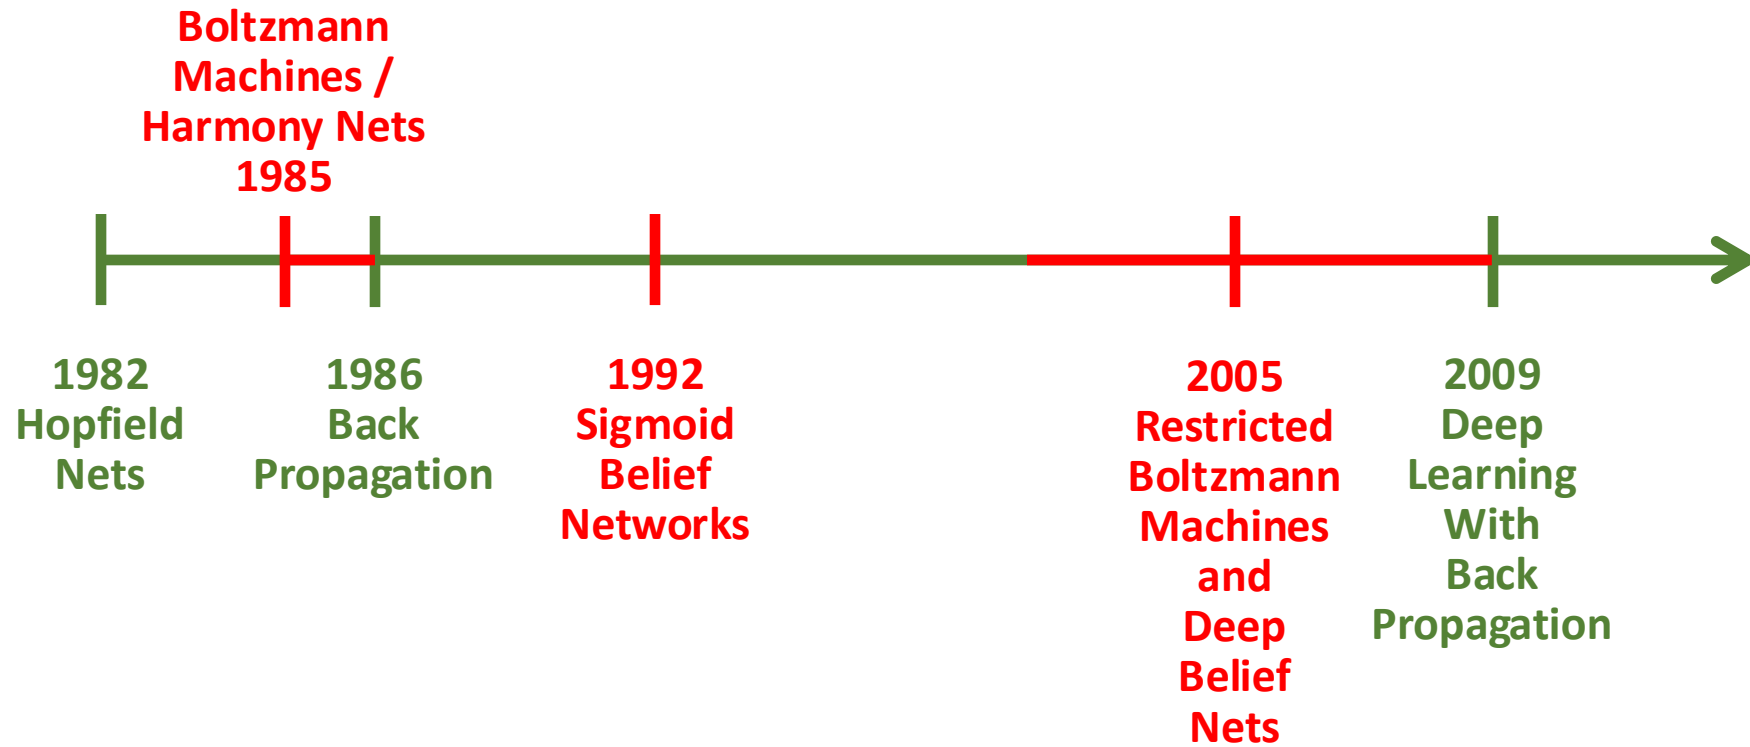 Boltzmann
Machines /
Harmony Nets
1985
1982
Hopfield
Nets
1986
Back
Propagation
1992
Sigmoid
Belief
Networks
2005
Restricted
Boltzmann
Machines
and
Deep
Belief
Nets
2009
Deep
Learning
With
Back
Propagation